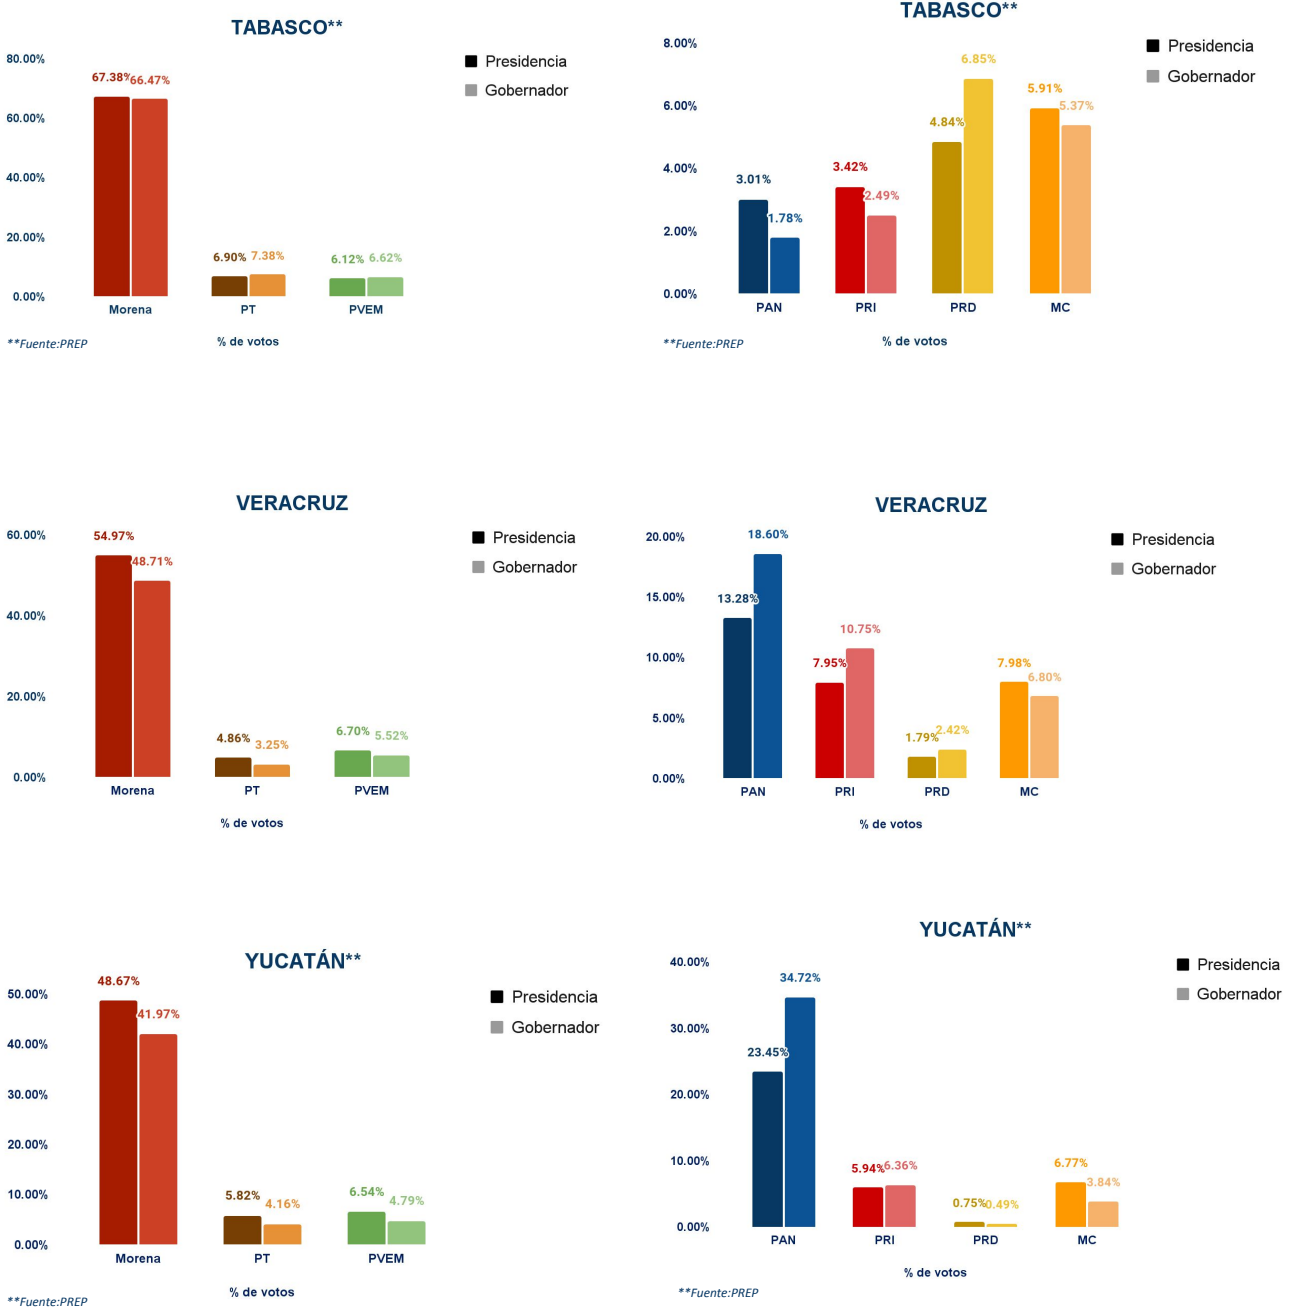 TABASCO**
80.00%
60.00%
40.00%
20.00%
0.00%
67.38%
66.47%
6.90%
7.38%
6.12%
6.62%
Morena
PT
PVEM
% de votos
**Fuente:PREP
Presidencia
Gobernador
TABASCO**
8.00%
6.00%
4.00%
2.00%
0.00%
3.01%
1.78%
3.42%
2.49%
4.84%
6.85%
5.91%
5.37%
PAN
PRI
PRD
MC
% de votos
**Fuente:PREP
Presidencia
Gobernador
VERACRUZ
60.00%
40.00%
20.00%
0.00%
54.97%
48.71%
4.86%
3.25%
6.70%
5.52%
Morena
PT
PVEM
% de votos
Presidencia
Gobernador
VERACRUZ
20.00%
15.00%
10.00%
5.00%
0.00%
13.28%
18.60%
7.95%
10.75%
1.79%
2.42%
7.98%
6.80%
PAN
PRI
PRD
MC
% de votos
Presidencia
Gobernador
YUCATÁN**
50.00%
40.00%
30.00%
20.00%
10.00%
0.00%
48.67%
41.97%
5.82%
4.16%
6.54%
4.79%
Morena
PT
PVEM
% de votos
**Fuente:PREP
Presidencia
Gobernador
YUCATÁN**
40.00%
30.00%
20.00%
10.00%
0.00%
23.45%
34.72%
5.94%
6.36%
0.75%
0.49%
6.77%
3.84%
PAN
PRI
PRD
MC
% de votos
**Fuente:PREP
Presidencia
Gobernador